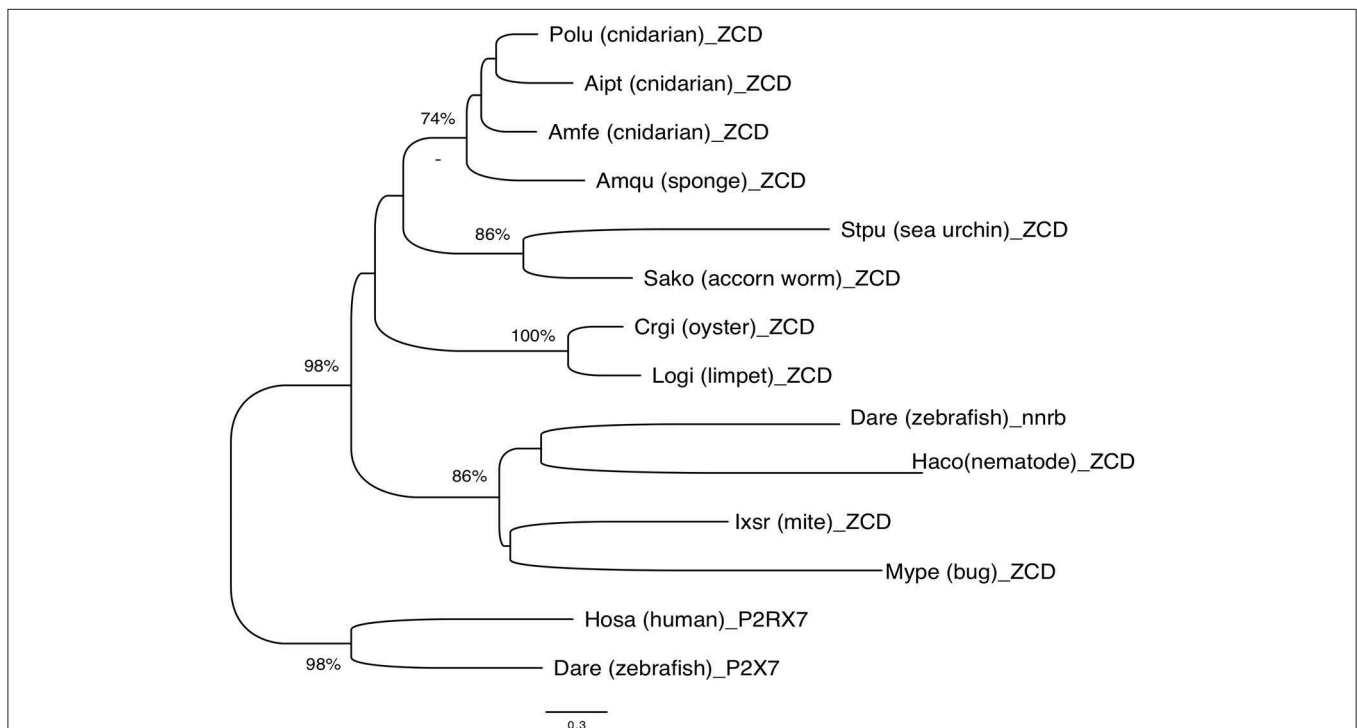 Polu (cnidarian)_ZCD
Aipt (cnidarian)_ZCD
74%
Amfe (cnidarian)_ZCD
-
Amqu (sponge)_ZCD
86%
Stpu (sea urchin)_ZCD
Sako (accorn worm)_ZCD
100%
Crgi (oyster)_ZCD
98%
Logi (limpet)_ZCD
Dare (zebrafish)_nnrb
Haco(nematode)_ZCD
86%
Ixsr (mite)_ZCD
Mype (bug)_ZCD
Hosa (human)_P2RX7
98%
Dare (zebrafish)_P2X7
0.3